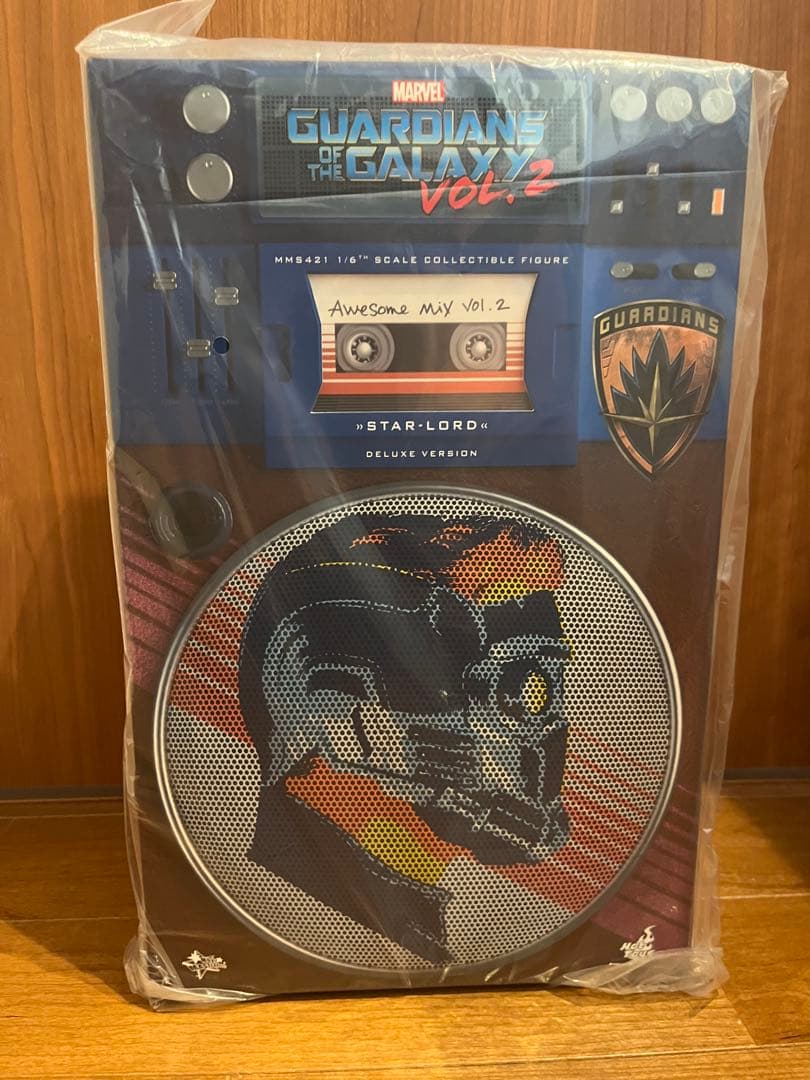 MARVEL
GUARDIANS
OF
THE GALAXY
VOL.2
MMS421 1/6TH SCALE COLLECTIBLE FIGURE
Awesome Mix Vol.2
GUARDIANS
»STAR-LORD«
DELUXE VERSION